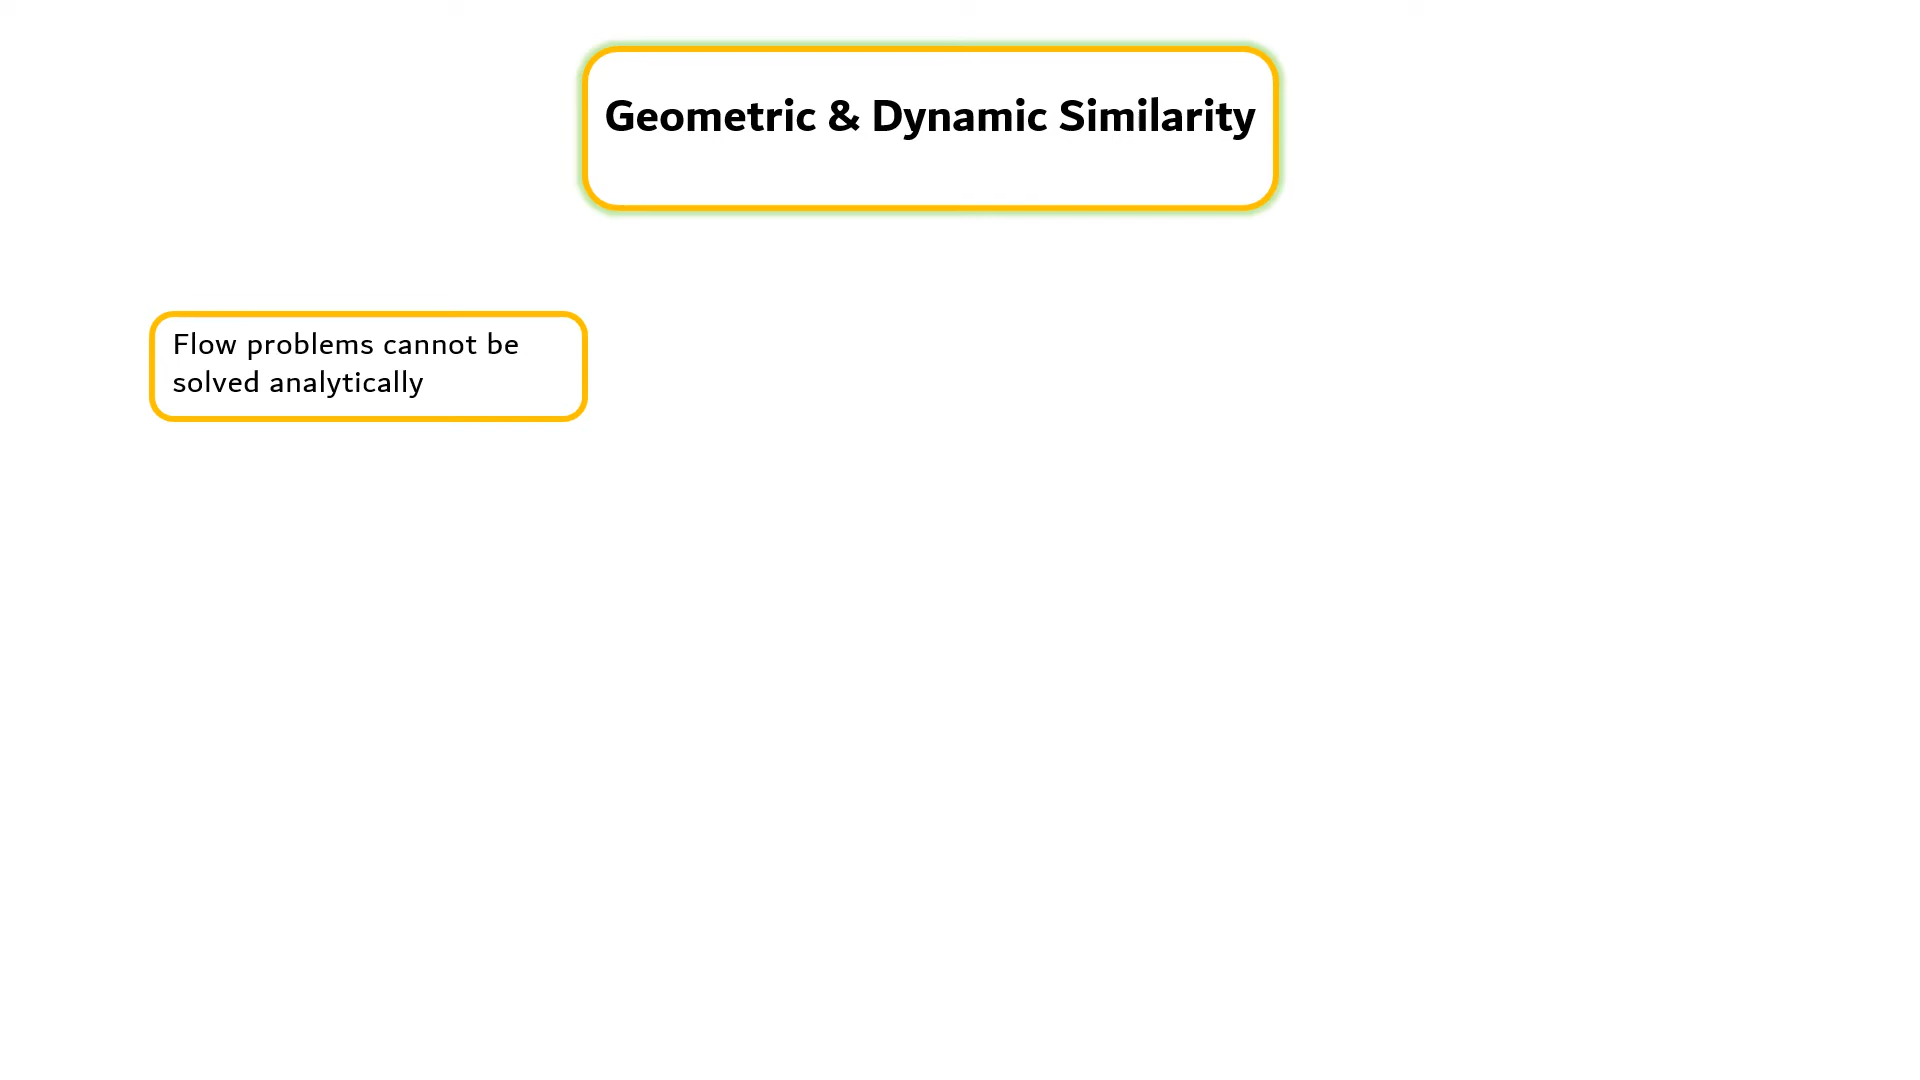 Geometric & Dynamic Similarity
Flow problems cannot be
solved analytically